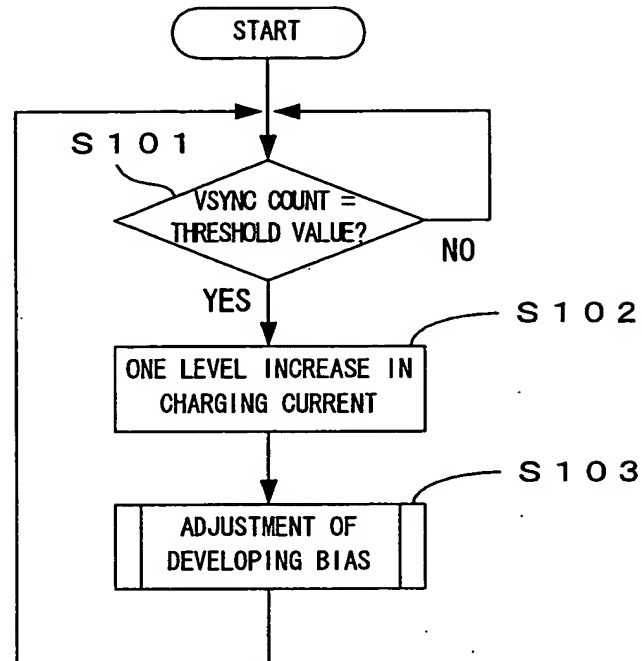 START
S101
VSYNC COUNT =
THRESHOLD VALUE?
NO
YES
S102
ONE LEVEL INCREASE IN
CHARGING CURRENT
S103
ADJUSTMENT OF
DEVELOPING BIAS